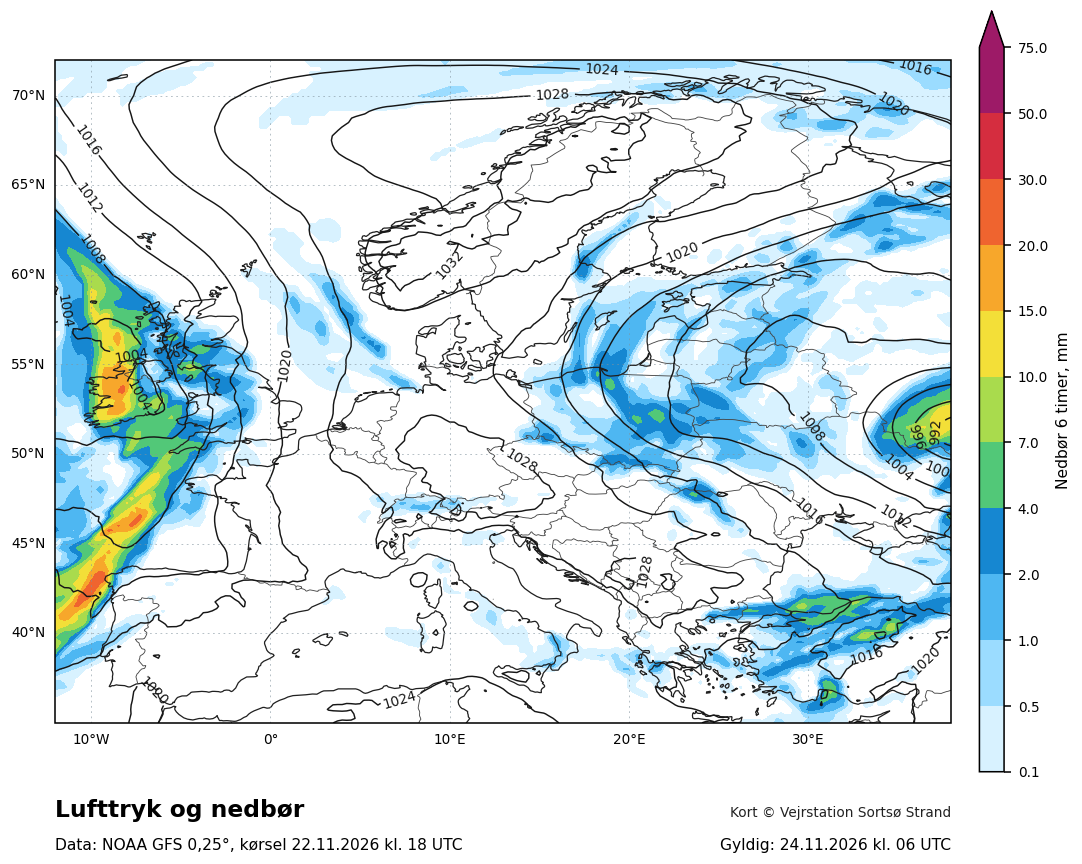 75.0
50.0
30.0
20.0
15.0
10.0
7.0
4.0
2.0
1.0
0.5
0.1
Nedbør 6 timer, mm
70°N
65°N
60°N
55°N
50°N
45°N
40°N
10°W
0°
10°E
20°E
30°E
1024
1016
1028
1020
1016
1012
1008
1004
1004
1004
1032
1020
1020
1028
1008
996
992
1004
100
1016
1012
1028
1016
1020
1020
1024
Lufttryk og nedbør
Kort © Vejrstation Sortsø Strand
Data: NOAA GFS 0,25°, kørsel 22.11.2026 kl. 18 UTC
Gyldig: 24.11.2026 kl. 06 UTC